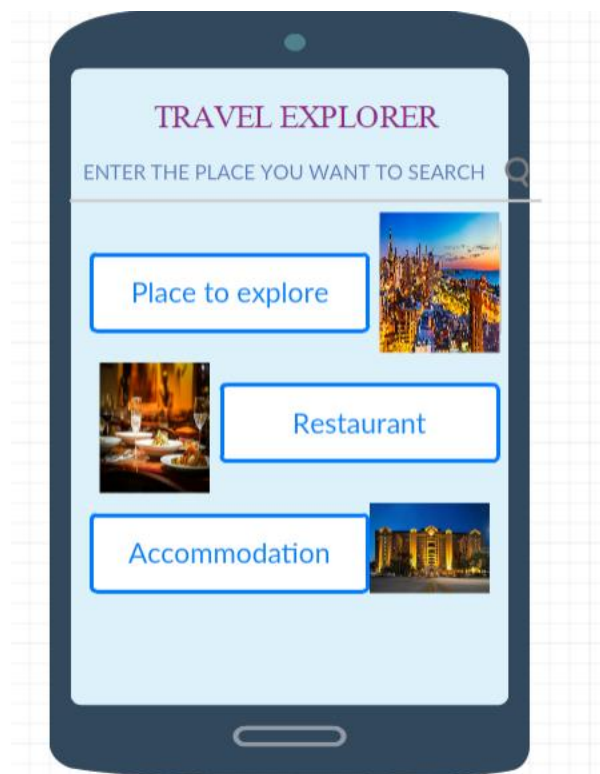 TRAVEL EXPLORER
ENTER THE PLACE YOU WANT TO SEARCH
Place to explore
Restaurant
Accommodation